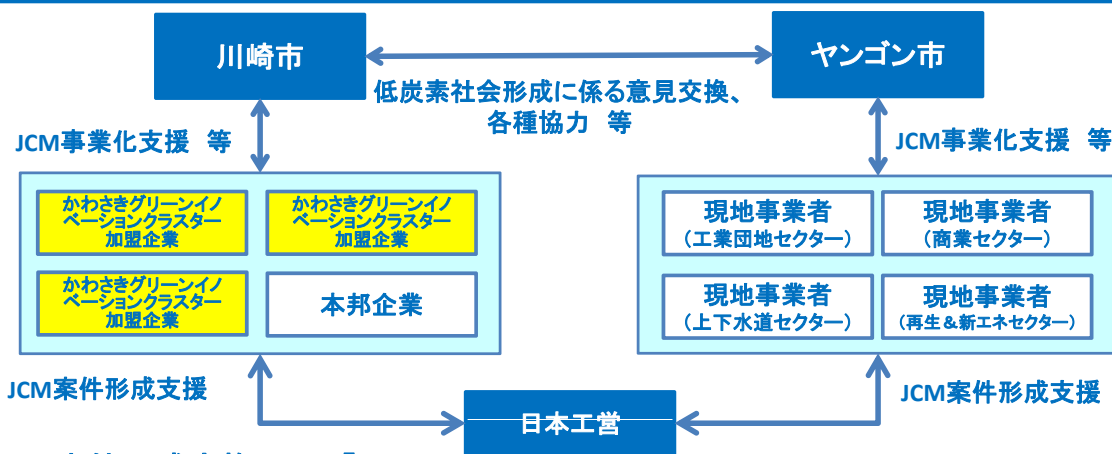 川崎市
ヤンゴン市
低炭素社会形成に係る意見交換、
各種協力 等
JCM事業化支援 等
JCM事業化支援 等
かわさきグリーンイノ
ベーションクラスター
加盟企業
かわさきグリーンイノ
ベーションクラスター
加盟企業
かわさきグリーンイノ
ベーションクラスター
加盟企業
本邦企業
現地事業者
(工業団地セクター)
現地事業者
(商業セクター)
現地事業者
(上下水道セクター)
現地事業者
(再生&新エネセクター)
JCM案件形成支援
JCM案件形成支援
日本工営